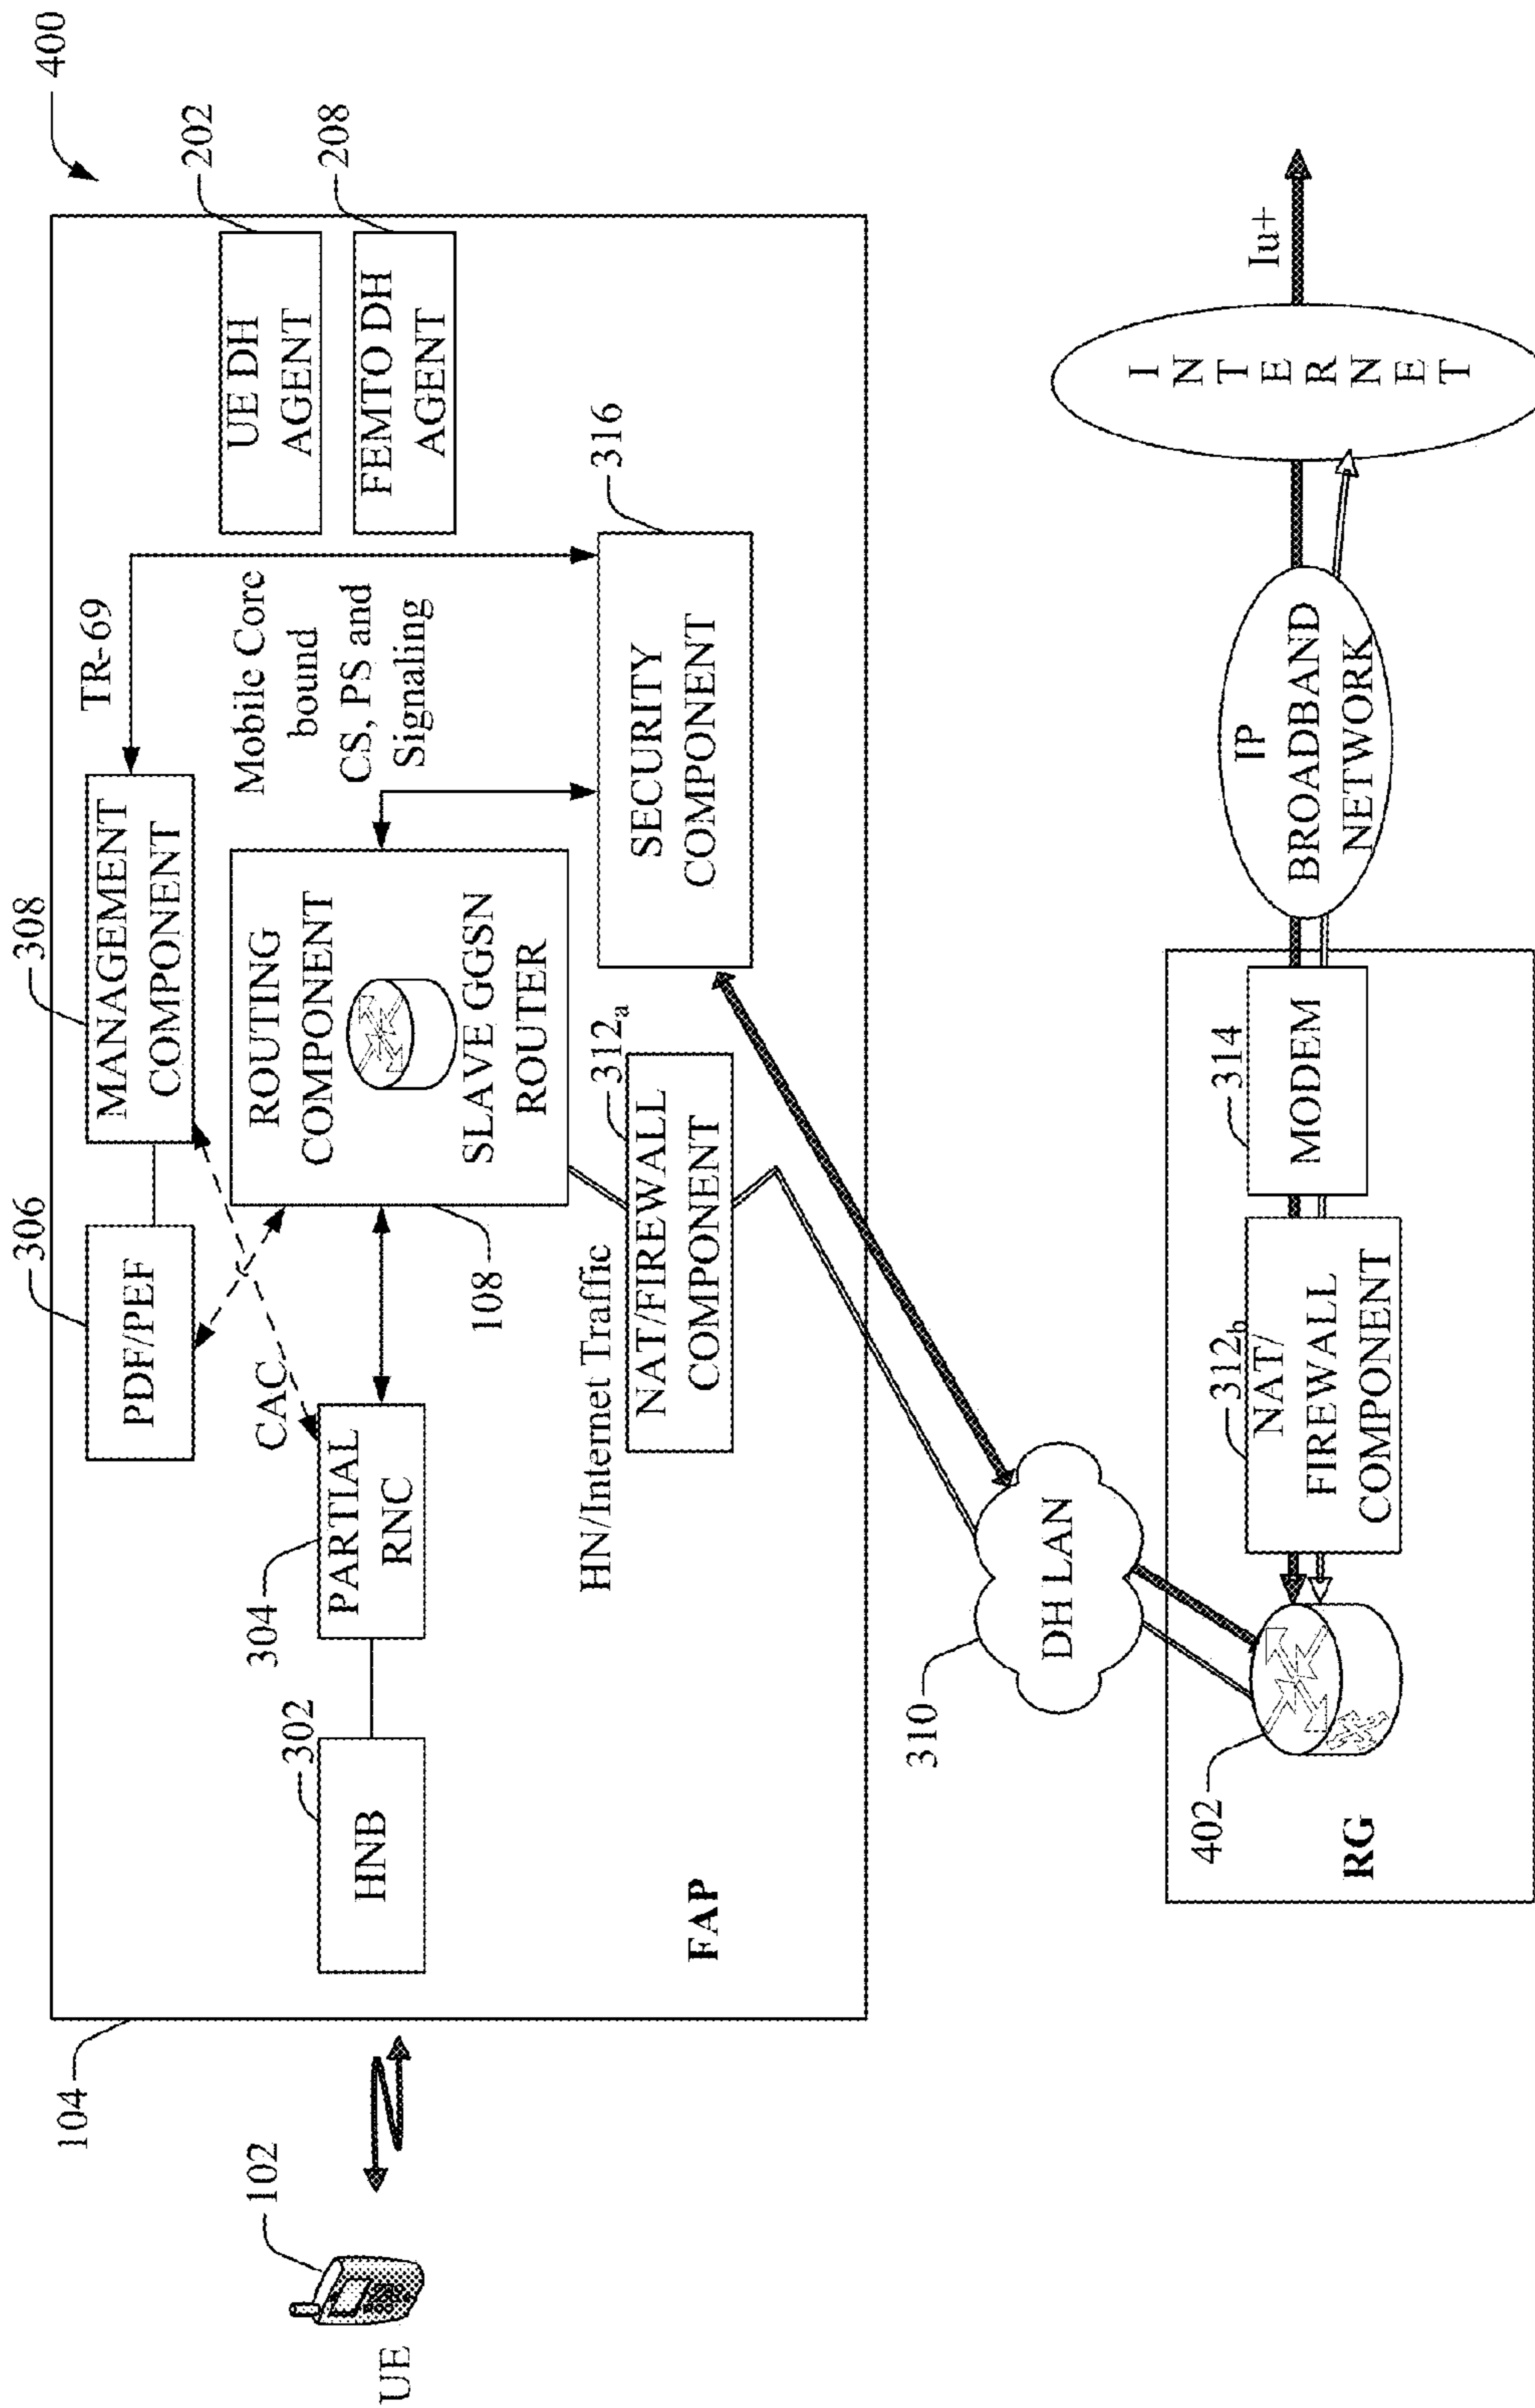 400
104
308
306
MANAGEMENT
COMPONENT
TR-69
UE DH
AGENT
202
FEMTO DH
AGENT
208
PDF/PEF
CAC
ROUTING
COMPONENT
SLAVE GGSN
ROUTER
108
Mobile Core
bound
CS, PS and
Signaling
102
UE
302
HNB
304
PARTIAL
RNC
HN/Internet Traffic
312a
NAT/FIREWALL
COMPONENT
316
SECURITY
COMPONENT
FAP
310
DH LAN
402
RG
312b
NAT/
FIREWALL
COMPONENT
314
MODEM
IP
BROADBAND
NETWORK
INTERNET
Iu+